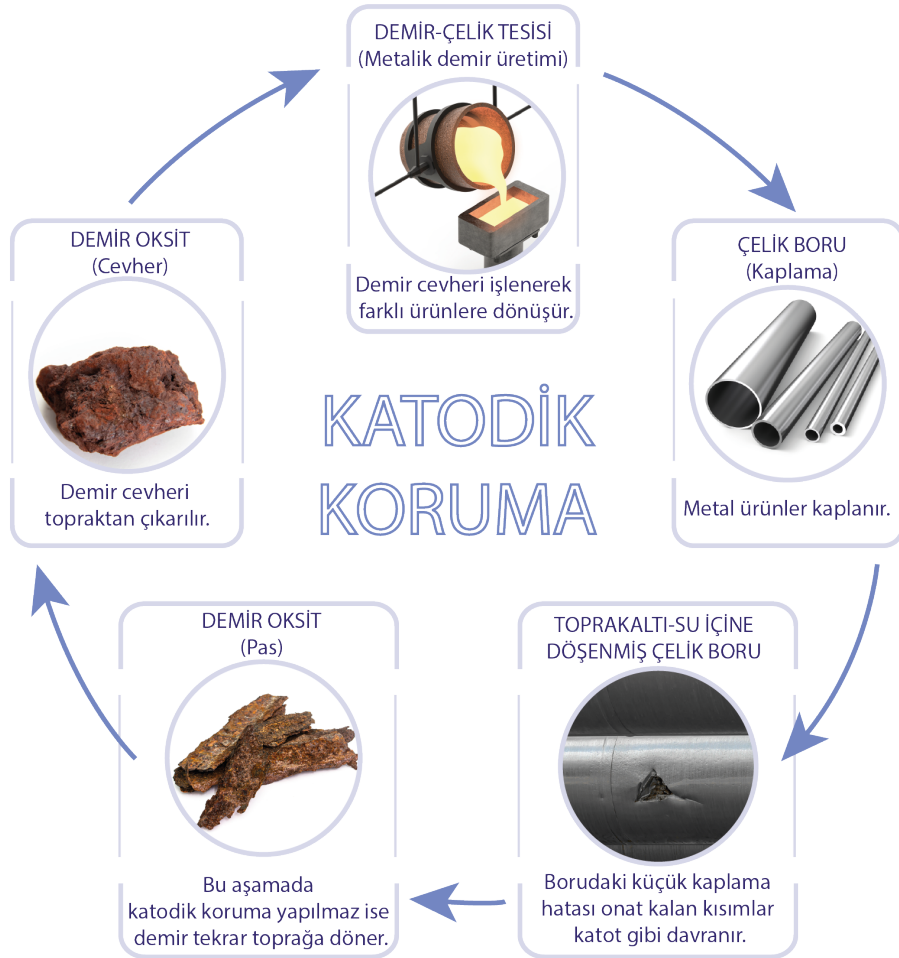 DEMİR-ÇELİK TESİSİ
(Metalik demir üretimi)
Demir cevheri işlenerek
farklı ürünlere dönüşür.
ÇELİK BORU
(Kaplama)
Metal ürünler kaplanır.
TOPRAKALTI-SU İÇİNE
DÖŞENMİŞ ÇELİK BORU
Borudaki küçük kaplama
hatası onat kalan kısımlar
katot gibi davranır.
DEMİR OKSİT
(Pas)
Bu aşamada
katodik koruma yapılmaz ise
demir tekrar toprağa döner.
DEMİR OKSİT
(Cevher)
Demir cevheri
topraktan çıkarılır.
KATODİK
KORUMA